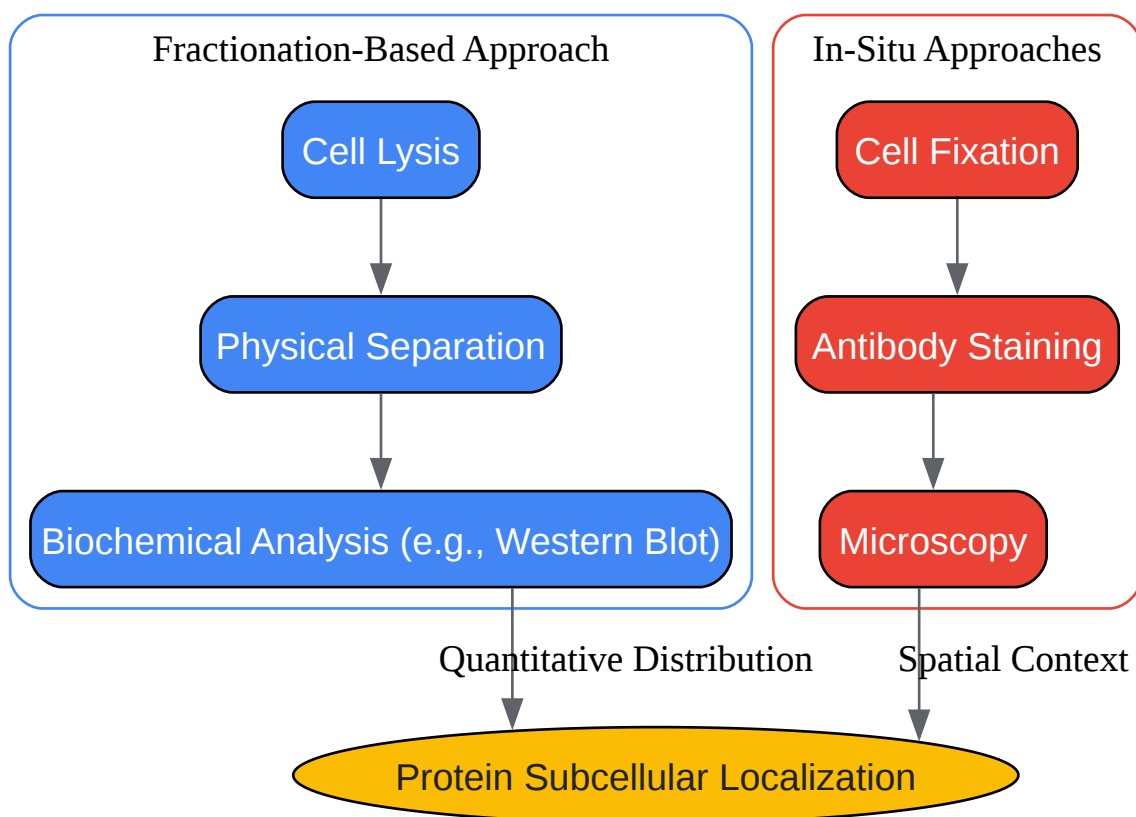 Fractionation-Based Approach
Cell Lysis
Physical Separation
Biochemical Analysis (e.g., Western Blot)
Quantitative Distribution
In-Situ Approaches
Cell Fixation
Antibody Staining
Microscopy
Spatial Context
Protein Subcellular Localization